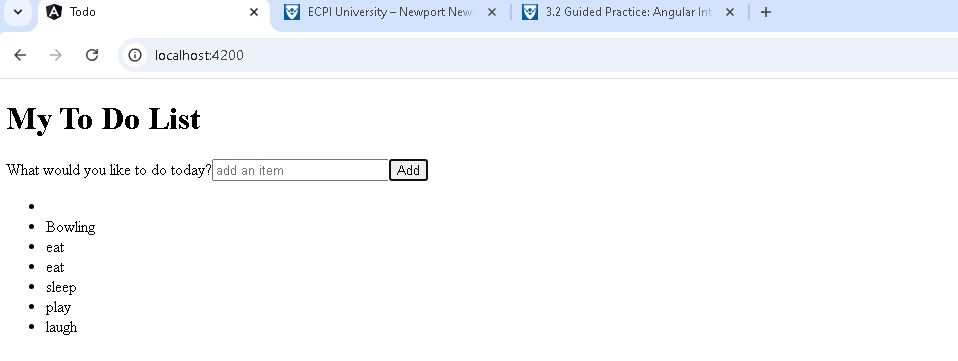 Todo
ECPI University – Newport New
3.2 Guided Practice: Angular Int
localhost:4200
My To Do List
What would you like to do today? add an item Add
Bowling
eat
eat
sleep
play
laugh